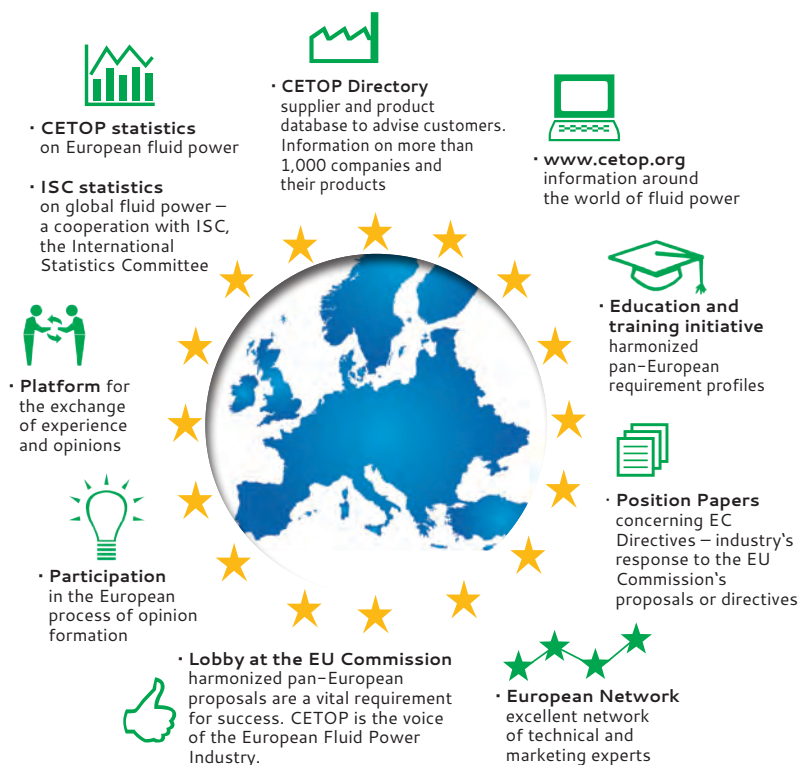 · CETOP statistics
on European fluid power
· ISC statistics
on global fluid power –
a cooperation with ISC,
the International
Statistics Committee
· CETOP Directory
supplier and product
database to advise customers.
Information on more than
1,000 companies and
their products
· www.cetop.org
information around
the world of fluid power
· Education and
training initiative
harmonized
pan-European
requirement profiles
· Platform for
the exchange
of experience
and opinions
· Position Papers
concerning EC
Directives – industry‘s
response to the EU
Commission‘s
proposals or directives
· Participation
in the European
process of opinion
formation
· Lobby at the EU Commission
harmonized pan-European
proposals are a vital requirement
for success. CETOP is the voice
of the European Fluid Power
Industry.
· European Network
excellent network
of technical and
marketing experts